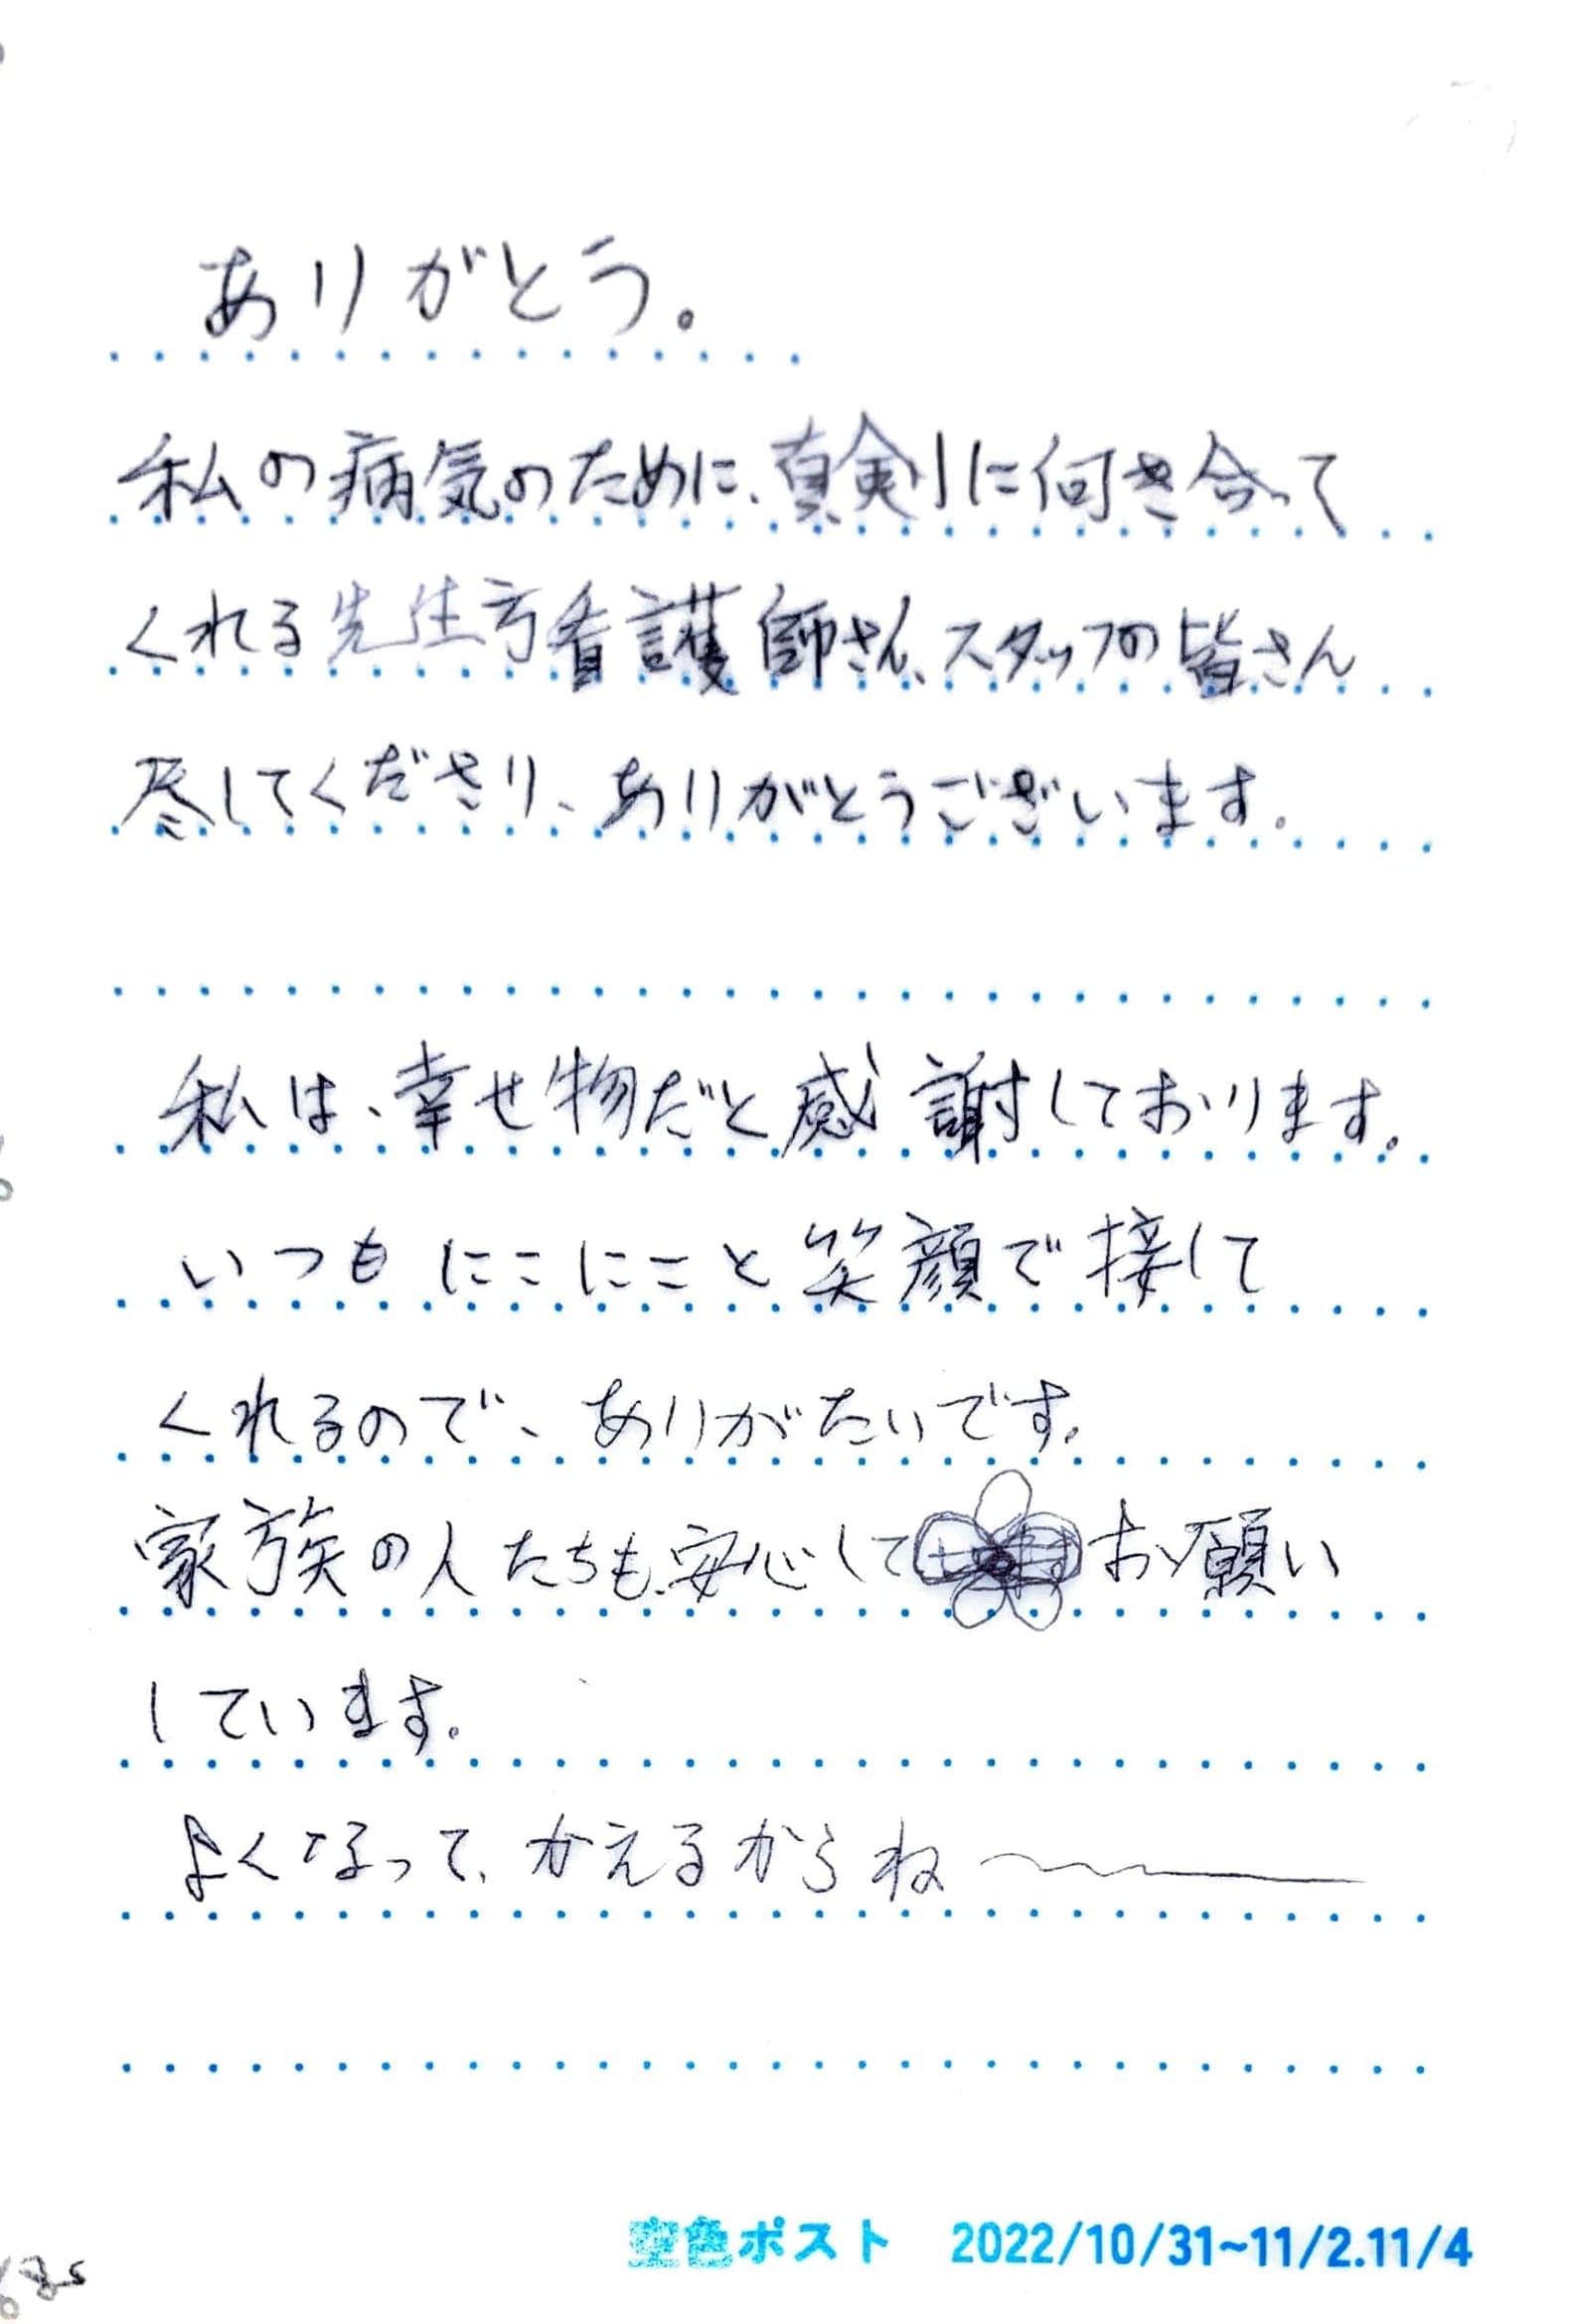 ありがとう。
私の病気のために、真剣に何き合って
くれる先生方看護師さん、スタッフの皆さん
尽してくださり、ありがとうございます。
私は、幸せ物だと感謝しております。
いつもにこにこと笑顔で接して
くれるので、ありがたいです。
家族の人たちも、安心してお願い
しています。
よくなって、かえるからね〜
空色ポスト 2022/10/31~11/2.11/4